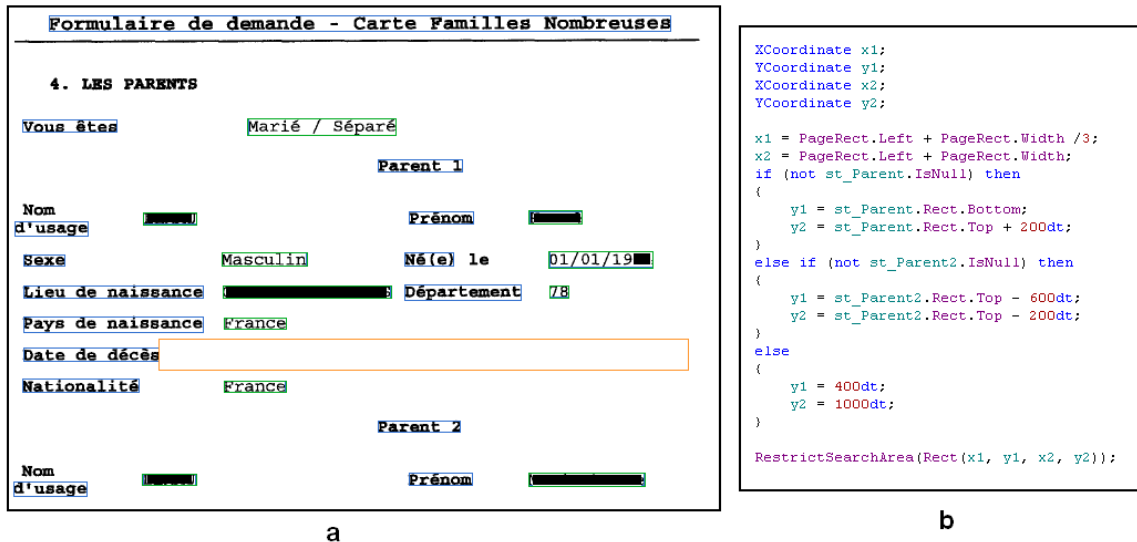 Formulaire de demande - Carte Familles Nombreuses
4. LES PARENTS
Vous êtes Marié / Séparé
Parent 1
Nom
d'usage Prénom
Sexe Masculin Né(e) le 01/01/19
Lieu de naissance Département 78
Pays de naissance France
Date de décès
Nationalité France
Parent 2
Nom
d'usage Prénom
a
XCoordinate x1;
YCoordinate y1;
XCoordinate x2;
YCoordinate y2;
x1 = PageRect.Left + PageRect.Width /3;
x2 = PageRect.Left + PageRect.Width;
if (not st_Parent.IsNull) then
{
y1 = st_Parent.Rect.Bottom;
y2 = st_Parent.Rect.Top + 200dt;
}
else if (not st_Parent2.IsNull) then
{
y1 = st_Parent2.Rect.Top - 600dt;
y2 = st_Parent2.Rect.Top - 200dt;
}
else
{
y1 = 400dt;
y2 = 1000dt;
}
RestrictSearchArea(Rect(x1, y1, x2, y2));
b